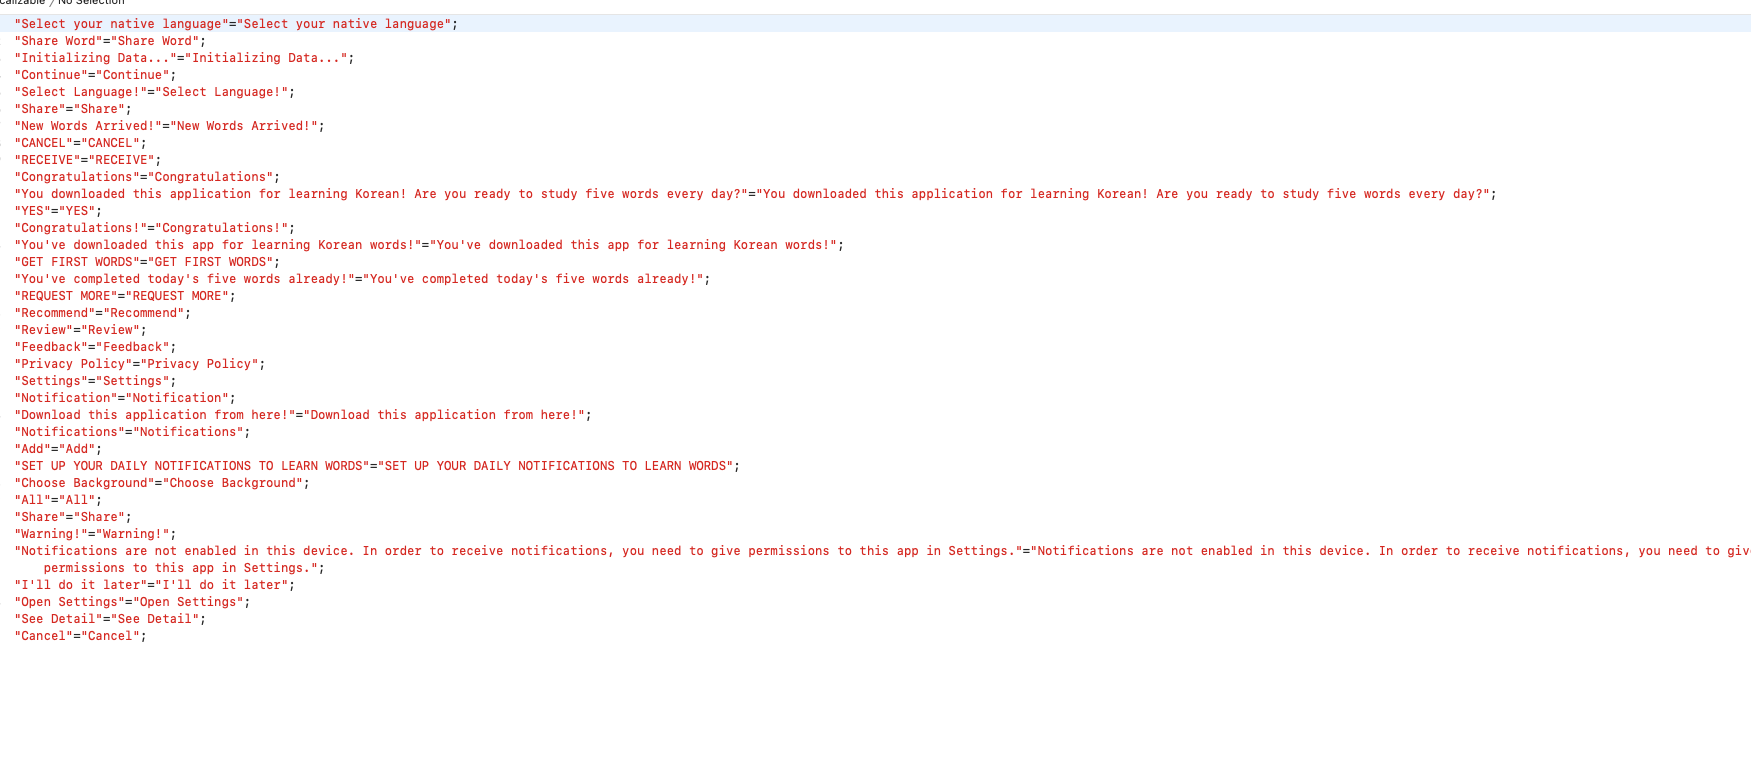 calizable / No Selection
"Select your native language"="Select your native language";
"Share Word"="Share Word";
"Initializing Data..."="Initializing Data...";
"Continue"="Continue";
"Select Language!"="Select Language!";
"Share"="Share";
"New Words Arrived!"="New Words Arrived!";
"CANCEL"="CANCEL";
"RECEIVE"="RECEIVE";
"Congratulations"="Congratulations";
"You downloaded this application for learning Korean! Are you ready to study five words every day?"="You downloaded this application for learning Korean! Are you ready to study five words every day?";
"YES"="YES";
"Congratulations!"="Congratulations!";
"You've downloaded this app for learning Korean words!"="You've downloaded this app for learning Korean words!";
"GET FIRST WORDS"="GET FIRST WORDS";
"You've completed today's five words already!"="You've completed today's five words already!";
"REQUEST MORE"="REQUEST MORE";
"Recommend"="Recommend";
"Review"="Review";
"Feedback"="Feedback";
"Privacy Policy"="Privacy Policy";
"Settings"="Settings";
"Notification"="Notification";
"Download this application from here!"="Download this application from here!";
"Notifications"="Notifications";
"Add"="Add";
"SET UP YOUR DAILY NOTIFICATIONS TO LEARN WORDS"="SET UP YOUR DAILY NOTIFICATIONS TO LEARN WORDS";
"Choose Background"="Choose Background";
"All"="All";
"Share"="Share";
"Warning!"="Warning!";
"Notifications are not enabled in this device. In order to receive notifications, you need to give permissions to this app in Settings."="Notifications are not enabled in this device. In order to receive notifications, you need to giv
permissions to this app in Settings.";
"I'll do it later"="I'll do it later";
"Open Settings"="Open Settings";
"See Detail"="See Detail";
"Cancel"="Cancel";